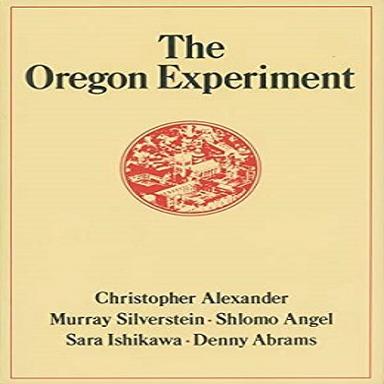 The
Oregon Experiment
Christopher Alexander
Murray Silverstein · Shlomo Angel
Sara Ishikawa · Denny Abrams